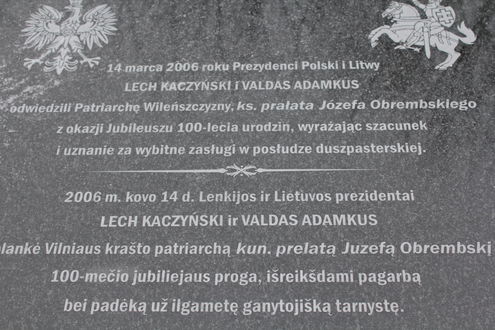 14 marca 2006 roku Prezydenci Polski i Litwy
LECH KACZYŃSKI i VALDAS ADAMKUS
odwiedzili Patriarchę Wileńszczyzny, ks. prałata Józefa Obrembskiego
z okazji Jubileuszu 100-lecia urodzin, wyrażając szacunek
i uznanie za wybitne zasługi w posłudze duszpasterskiej.
2006 m. kovo 14 d. Lenkijos ir Lietuvos prezidentai
LECH KACZYŃSKI ir VALDAS ADAMKUS
lankė Vilniaus krašto patriarchą kun. prelatą Juzefą Obrembskį
100-mečio jubiliejaus proga, išreikšdami pagarbą
bei padėką už ilgametę ganytojišką tarnystę.